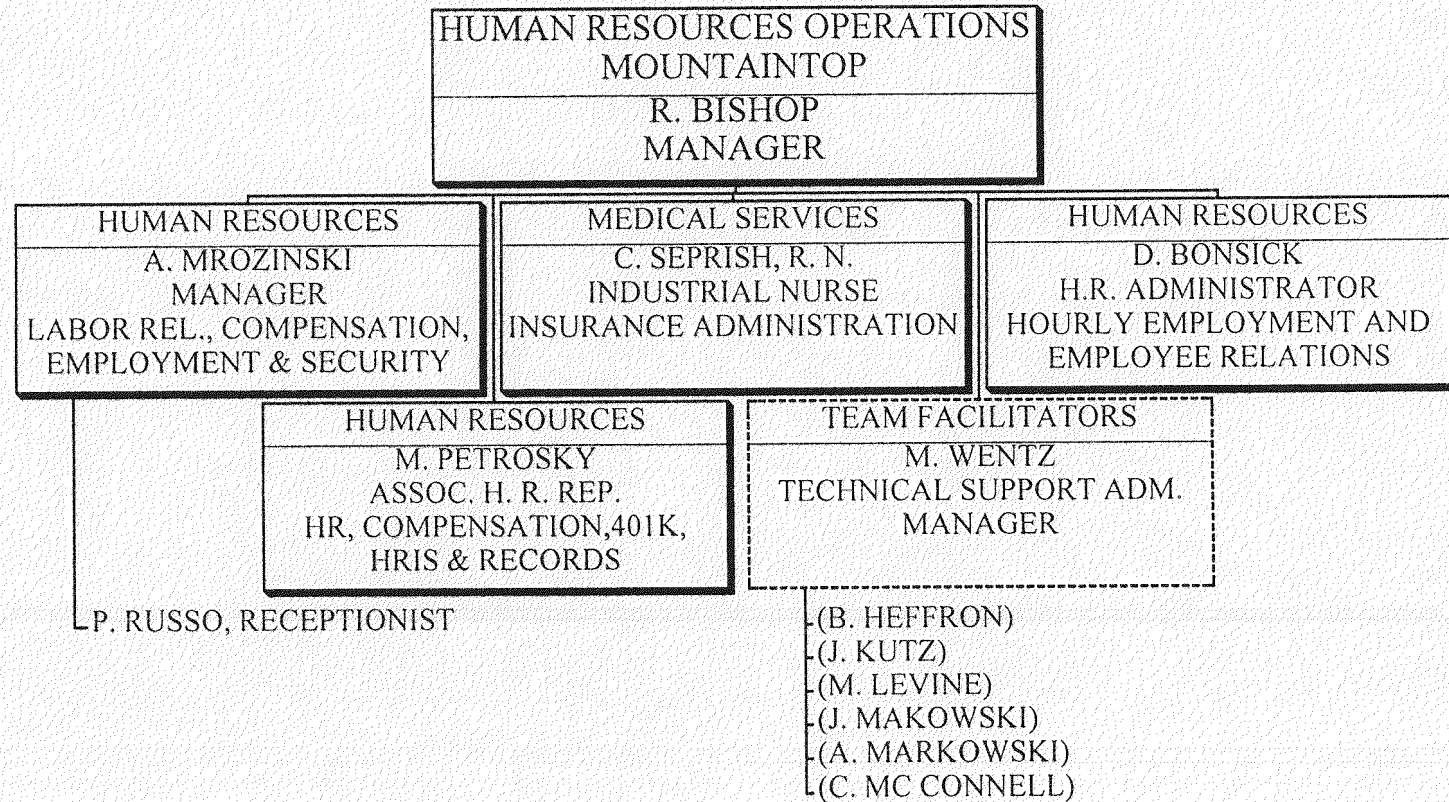 HUMAN RESOURCES OPERATIONS
MOUNTAINTOP
R. BISHOP
MANAGER
HUMAN RESOURCES
A. MROZINSKI
MANAGER
LABOR REL., COMPENSATION,
EMPLOYMENT & SECURITY
MEDICAL SERVICES
C. SEPRISH, R. N.
INDUSTRIAL NURSE
INSURANCE ADMINISTRATION
HUMAN RESOURCES
D. BONSICK
H.R. ADMINISTRATOR
HOURLY EMPLOYMENT AND
EMPLOYEE RELATIONS
HUMAN RESOURCES
M. PETROSKY
ASSOC. H. R. REP.
HR, COMPENSATION,401K,
HRIS & RECORDS
TEAM FACILITATORS
M. WENTZ
TECHNICAL SUPPORT ADM.
MANAGER
P. RUSSO, RECEPTIONIST
(B. HEFFRON)
(J. KUTZ)
(M. LEVINE)
(J. MAKOWSKI)
(A. MARKOWSKI)
(C. MC CONNELL)